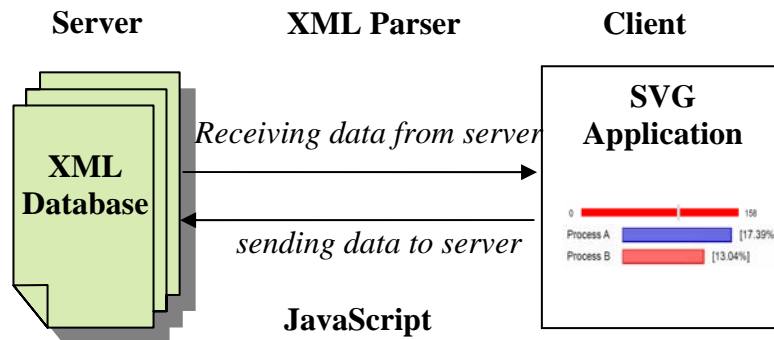 Server
XML Parser
Client
SVG
Application
Receiving data from server
XML
Database
sending data to server
0
158
Process A
[17.39%
Process B
[13.04%]
JavaScript